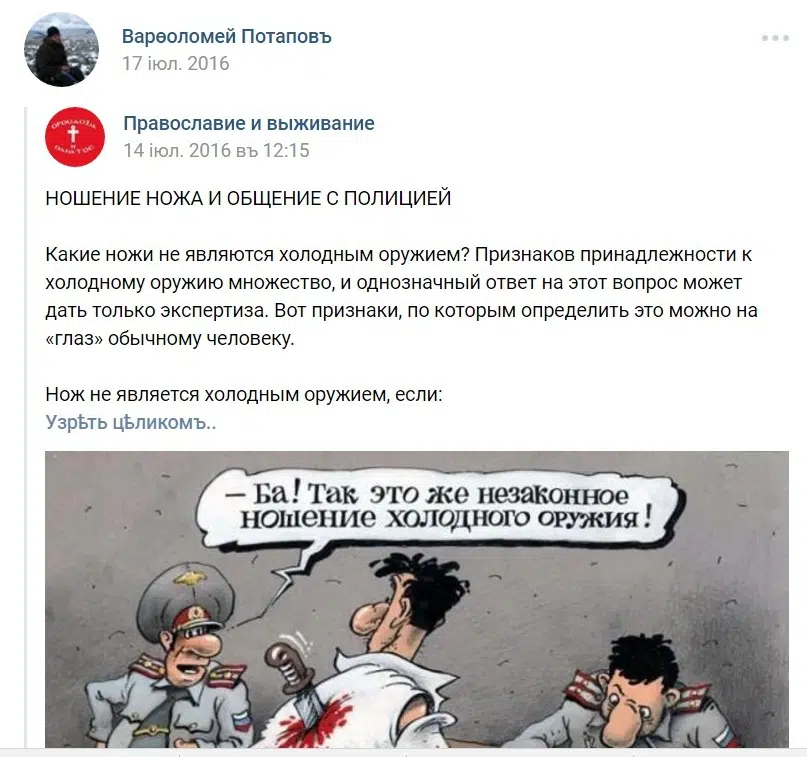 Варѳоломей Потаповъ
17 іюл. 2016
Православие и выживание
14 іюл. 2016 въ 12:15
НОШЕНИЕ НОЖА И ОБЩЕНИЕ С ПОЛИЦИЕЙ
Какие ножи не являются холодным оружием? Признаков принадлежности к
холодному оружию множество, и однозначный ответ на этот вопрос может
дать только экспертиза. Вот признаки, по которым определить это можно на
«глаз» обычному человеку.
Нож не является холодным оружием, если:
Узрѣть цѣликомъ..
– Ба! Так это же незаконное
ношение холодного оружия!